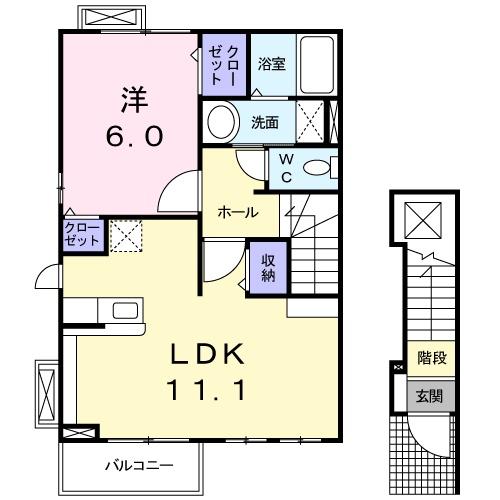 洋
6.0
クロー
ゼット
浴室
洗面
WC
ホール
クロー
ゼット
収納
LDK
11.1
バルコニー
階段
玄関